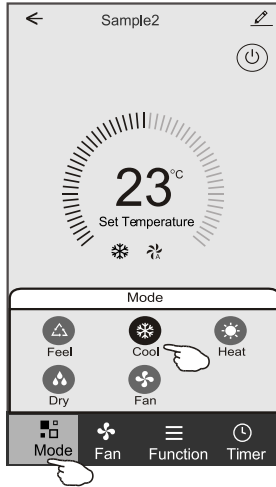 Sample2
23°C
Set Temperature
A
Mode
Feel Cool Heat
Dry Fan
Mode Fan Function Timer